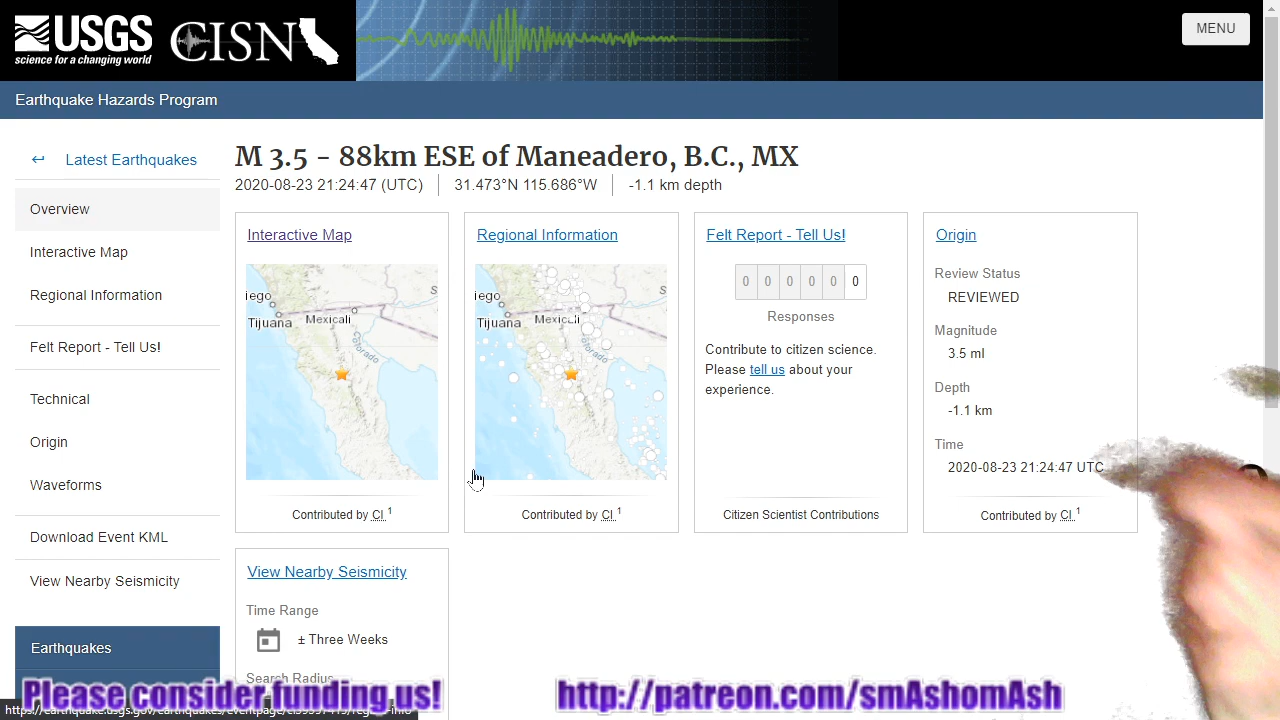 USGS
science for a changing world
CISN
MENU
Earthquake Hazards Program
Latest Earthquakes
Overview
Interactive Map
Regional Information
Felt Report - Tell Us!
Technical
Origin
Waveforms
Download Event KML
View Nearby Seismicity
Earthquakes
M 3.5 - 88km ESE of Maneadero, B.C., MX
2020-08-23 21:24:47 (UTC) 31.473°N 115.686°W -1.1 km depth
Interactive Map
iego
Tijuana
Mexicali
Colorado
S
Contributed by CI 1
Regional Information
iego
Tijuana
Mexicali
Colorado
S
Contributed by CI 1
Felt Report - Tell Us!
0 0 0 0 0 0
Responses
Contribute to citizen science.
Please tell us about your
experience.
Citizen Scientist Contributions
Origin
Review Status
REVIEWED
Magnitude
3.5 ml
Depth
-1.1 km
Time
2020-08-23 21:24:47 UTC
Contributed by CI 1
View Nearby Seismicity
Time Range
± Three Weeks
Search Radius
Please consider funding us!
http://patreon.com/smAshomAsh